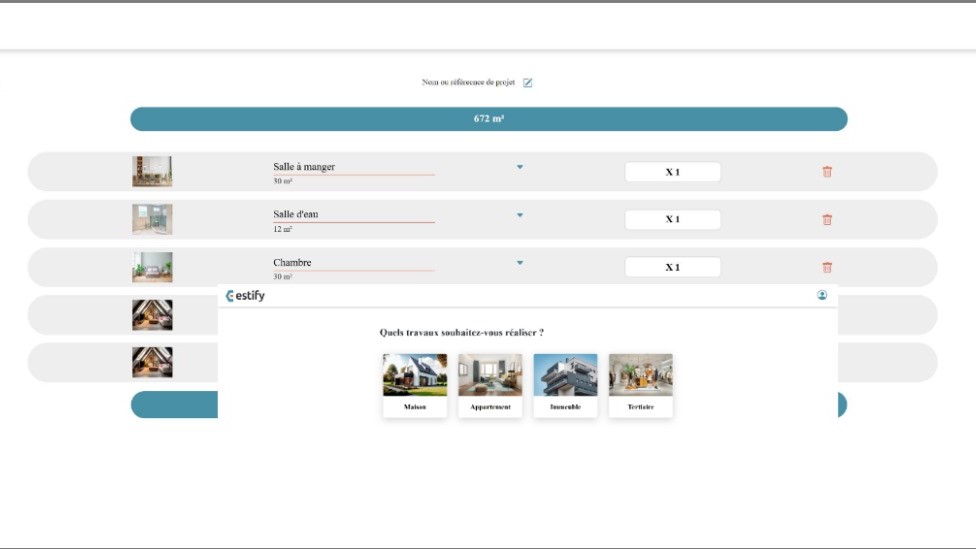 Nom ou référence de projet
672 m²
Salle à manger
30 m²
X 1
Salle d'eau
12 m²
X 1
Chambre
30 m²
X 1
estify
Quels travaux souhaitez-vous réaliser ?
Maison
Appartement
Immeuble
Tertiaire